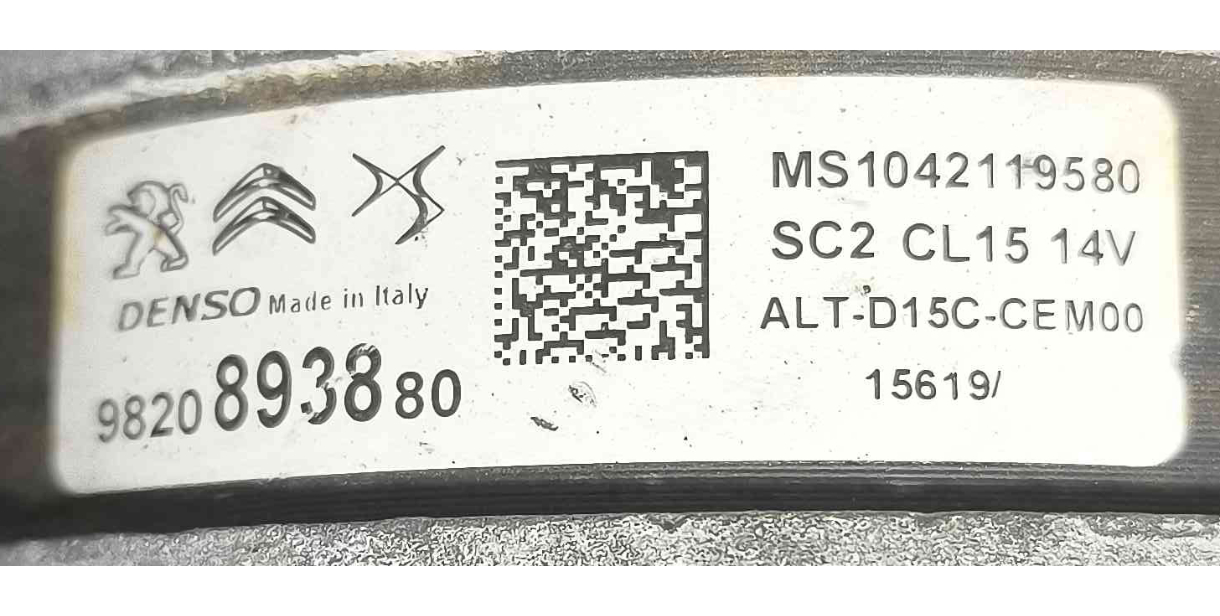 DENSO Made in Italy
9820893880
MS1042119580
SC2 CL15 14V
ALT-D15C-CEM00
15619/